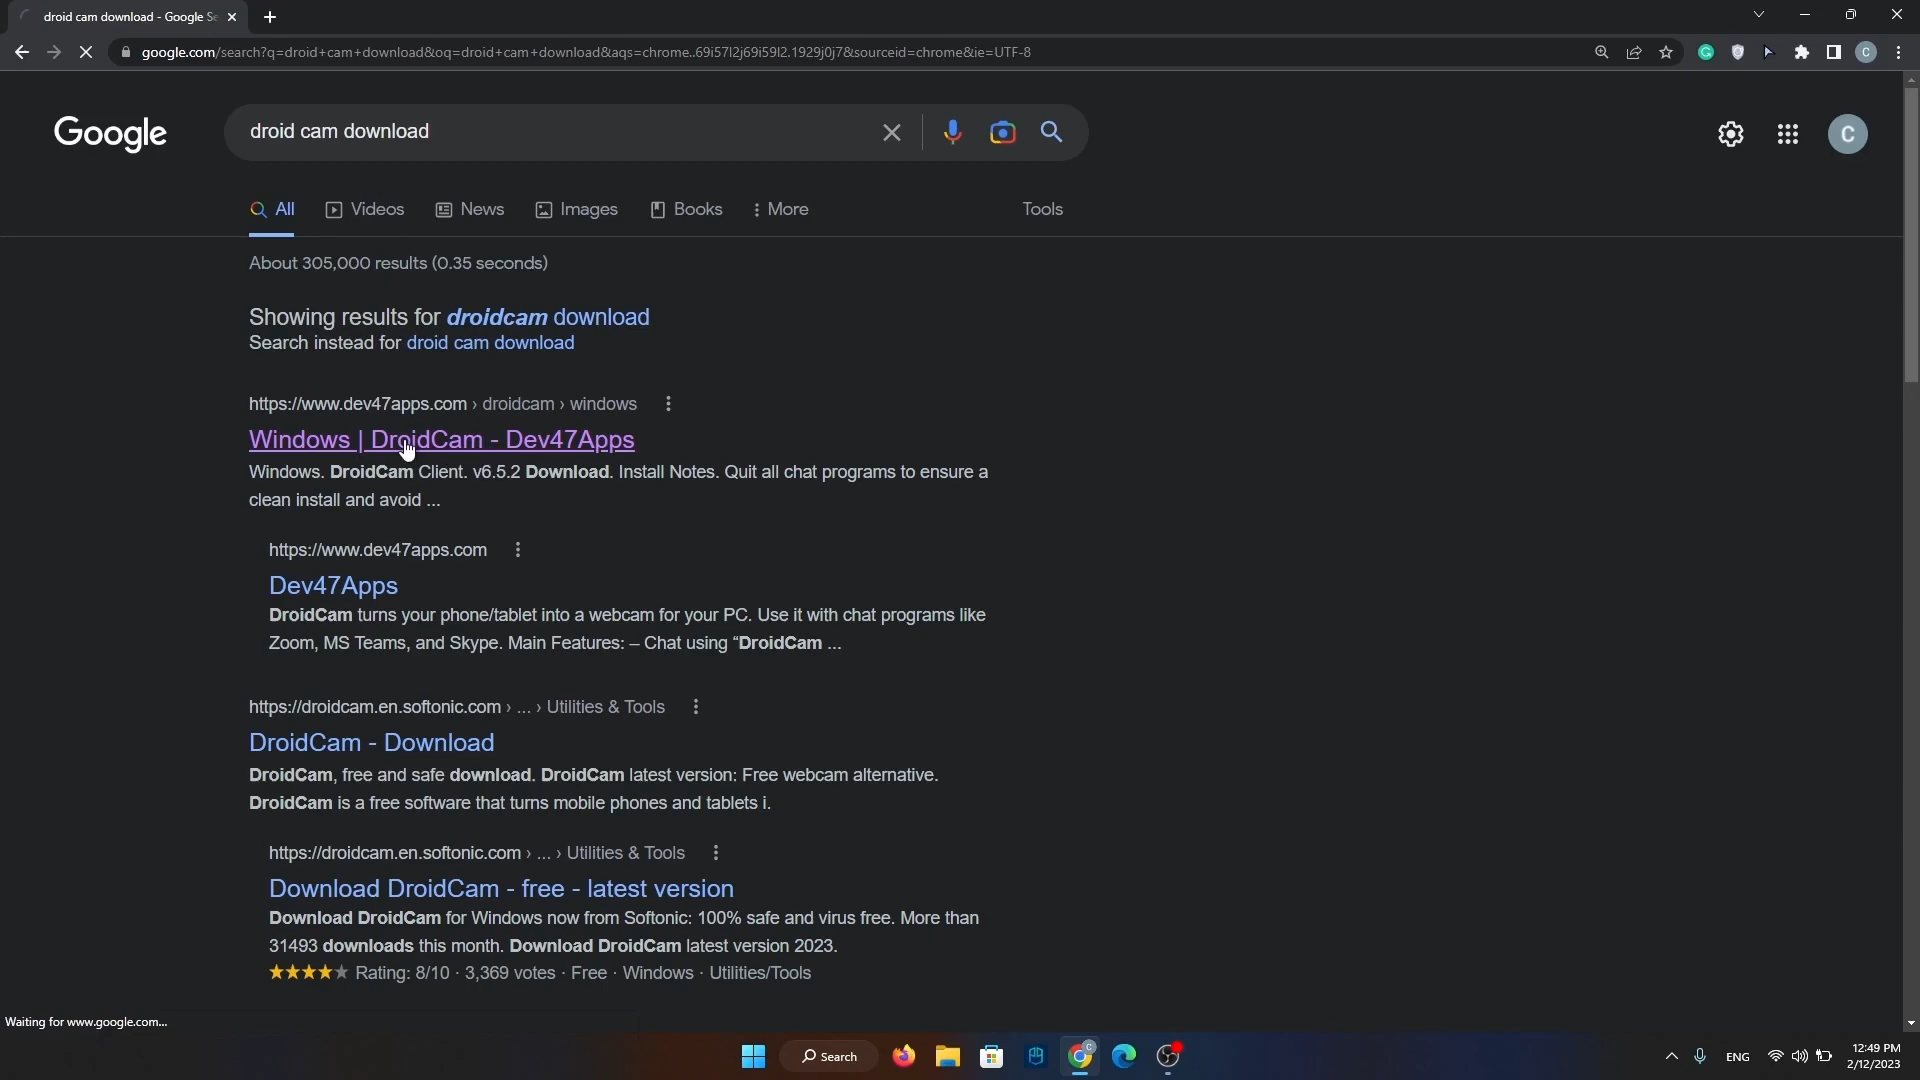 droid cam download - Google Se
google.com/search?q=droid+cam+download&oq=droid+cam+download&aqs=chrome..69i57l2j69i59l2.1929j0j7&sourceid=chrome&ie=UTF-8
C
Google
droid cam download
C
All
Videos
News
Images
Books
More
Tools
About 305,000 results (0.35 seconds)
Showing results for droidcam download
Search instead for droid cam download
https://www.dev47apps.com › droidcam › windows
Windows | DroidCam - Dev47Apps
Windows. DroidCam Client. v6.5.2 Download. Install Notes. Quit all chat programs to ensure a
clean install and avoid ...
https://www.dev47apps.com
Dev47Apps
DroidCam turns your phone/tablet into a webcam for your PC. Use it with chat programs like
Zoom, MS Teams, and Skype. Main Features: – Chat using “DroidCam ...
https://droidcam.en.softonic.com › ... › Utilities & Tools
DroidCam - Download
DroidCam, free and safe download. DroidCam latest version: Free webcam alternative.
DroidCam is a free software that turns mobile phones and tablets i.
https://droidcam.en.softonic.com › ... › Utilities & Tools
Download DroidCam - free - latest version
Download DroidCam for Windows now from Softonic: 100% safe and virus free. More than
31493 downloads this month. Download DroidCam latest version 2023.
Rating: 8/10 · 3,369 votes · Free · Windows · Utilities/Tools
Waiting for www.google.com...
Search
C
ENG
12:49 PM
2/12/2023